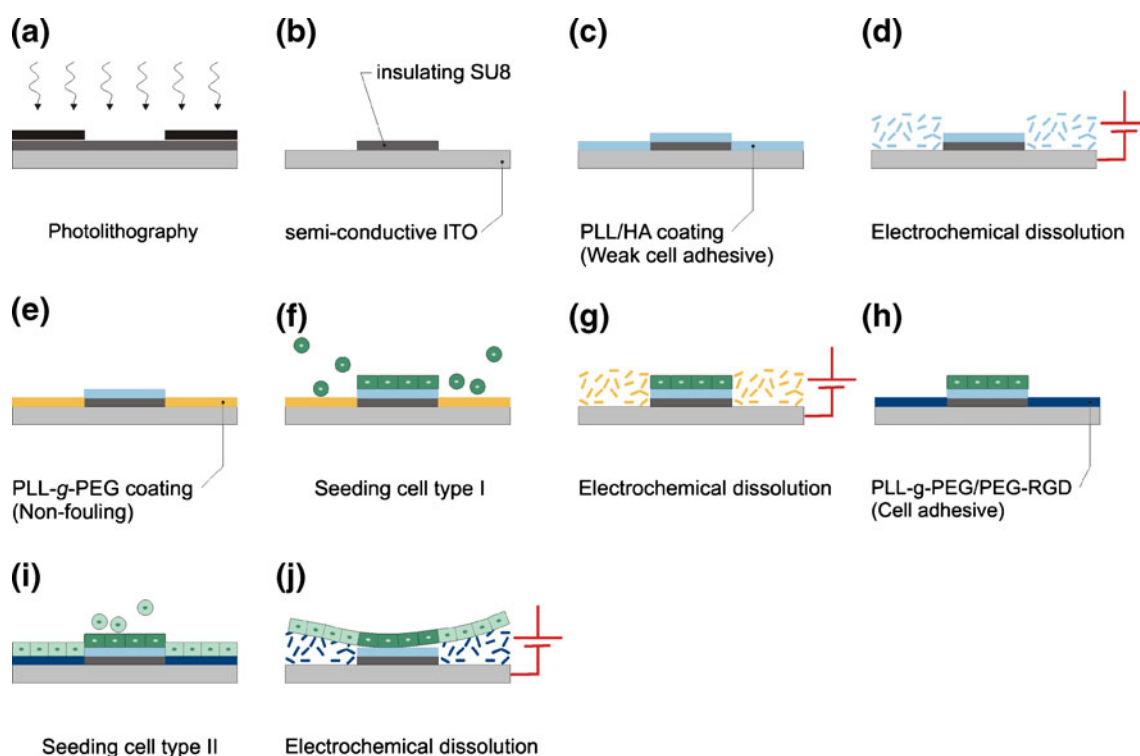 (a)
(b)
(c)
(d)
insulating SU8
Photolithography
semi-conductive ITO
PLL/HA coating
(Weak cell adhesive)
Electrochemical dissolution
(e)
(f)
(g)
(h)
PLL-g-PEG coating
(Non-fouling)
Seeding cell type I
Electrochemical dissolution
PLL-g-PEG/PEG-RGD
(Cell adhesive)
(i)
(j)
Seeding cell type II
Electrochemical dissolution